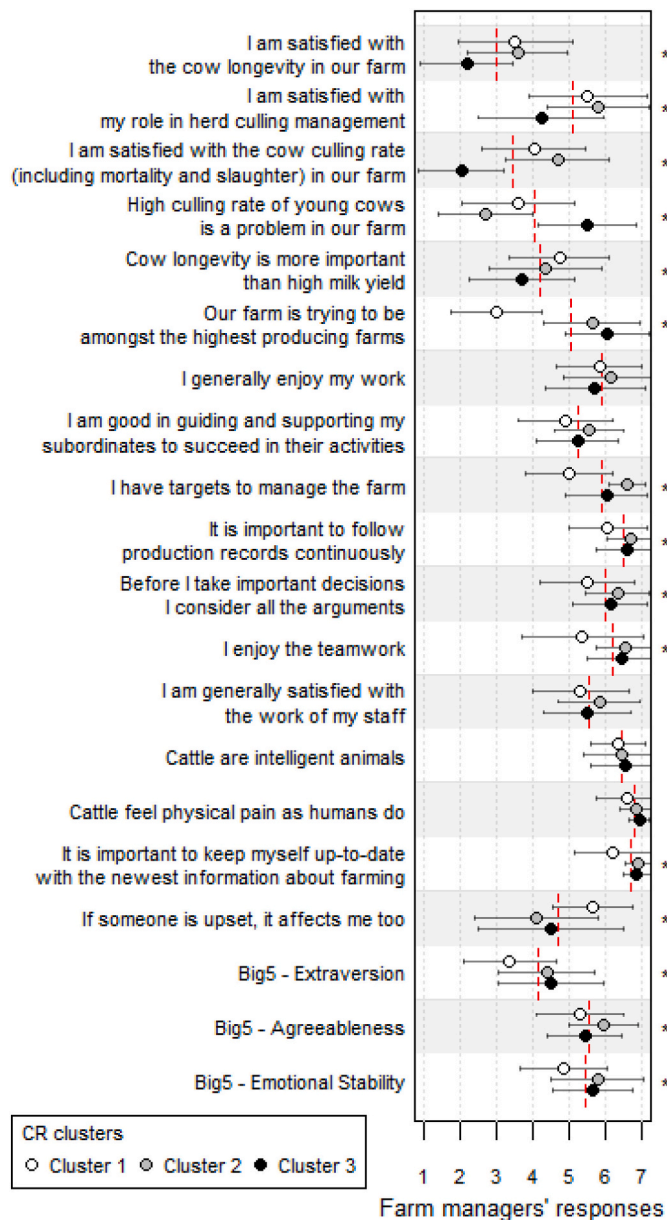 I am satisfied with
the cow longevity in our farm
*
I am satisfied with
my role in herd culling management
*
I am satisfied with the cow culling rate
(including mortality and slaughter) in our farm
*
High culling rate of young cows
is a problem in our farm
*
Cow longevity is more important
than high milk yield
*
Our farm is trying to be
amongst the highest producing farms
*
I generally enjoy my work
I am good in guiding and supporting my
subordinates to succeed in their activities
I have targets to manage the farm
*
It is important to follow
production records continuously
*
Before I take important decisions
I consider all the arguments
*
I enjoy the teamwork
*
I am generally satisfied with
the work of my staff
Cattle are intelligent animals
Cattle feel physical pain as humans do
It is important to keep myself up-to-date
with the newest information about farming
*
If someone is upset, it affects me too
*
Big5 - Extraversion
*
Big5 - Agreeableness
*
Big5 - Emotional Stability
*
CR clusters
Cluster 1 Cluster 2 Cluster 3
1 2 3 4 5 6 7
Farm managers' responses